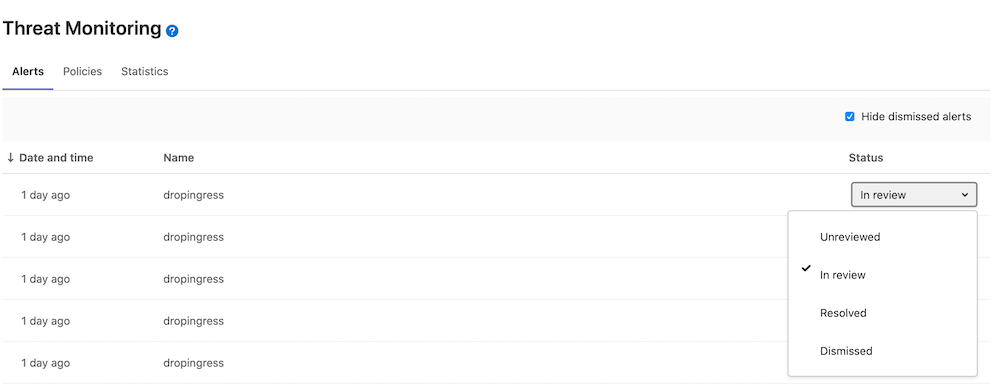 Threat Monitoring ?
Alerts Policies Statistics
Hide dismissed alerts
↓ Date and time Name Status
1 day ago dropingress In review
1 day ago dropingress Unreviewed
1 day ago dropingress In review
1 day ago dropingress Resolved
1 day ago dropingress Dismissed